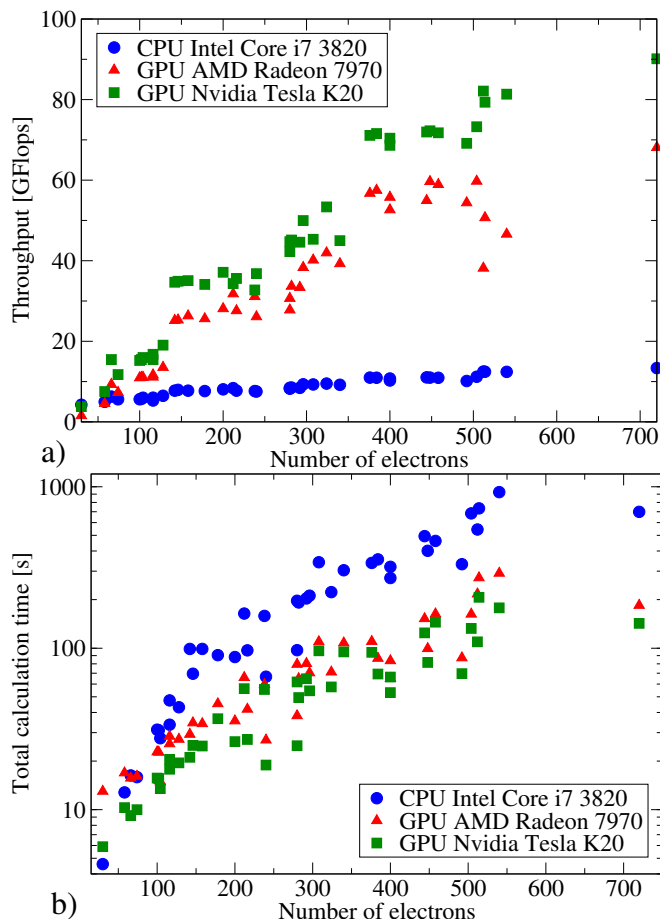 100
80
60
40
20
0
Throughput [GFlops]
CPU Intel Core i7 3820
GPU AMD Radeon 7970
GPU Nvidia Tesla K20
100 200 300 400 500 600 700
Number of electrons
a)
1000
100
10
Total calculation time [s]
CPU Intel Core i7 3820
GPU AMD Radeon 7970
GPU Nvidia Tesla K20
100 200 300 400 500 600 700
Number of electrons
b)